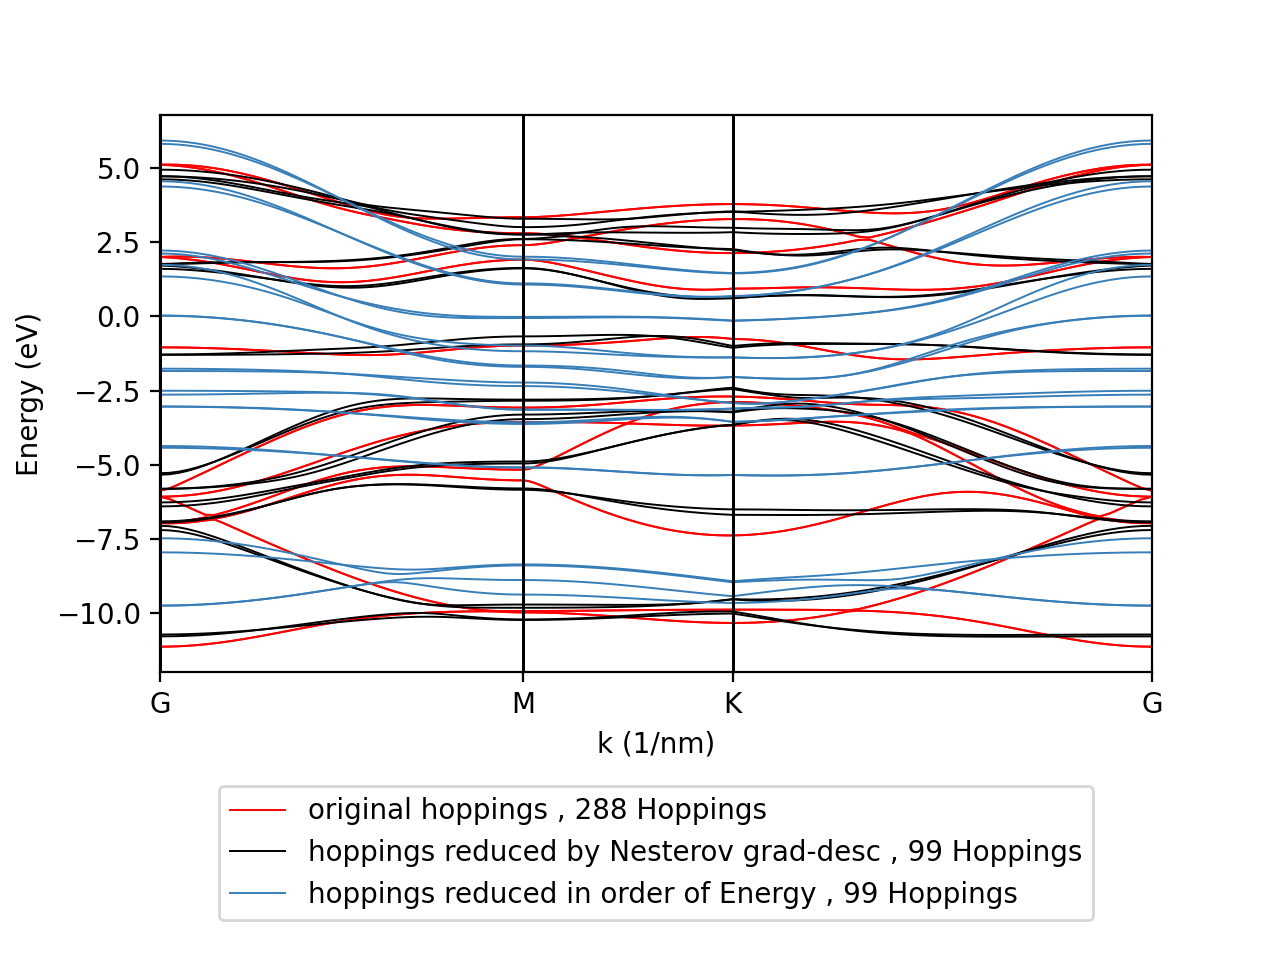 5.0
2.5
0.0
−2.5
−5.0
−7.5
−10.0
Energy (eV)
G M K G
k (1/nm)
original hoppings , 288 Hoppings
hoppings reduced by Nesterov grad-desc , 99 Hoppings
hoppings reduced in order of Energy , 99 Hoppings